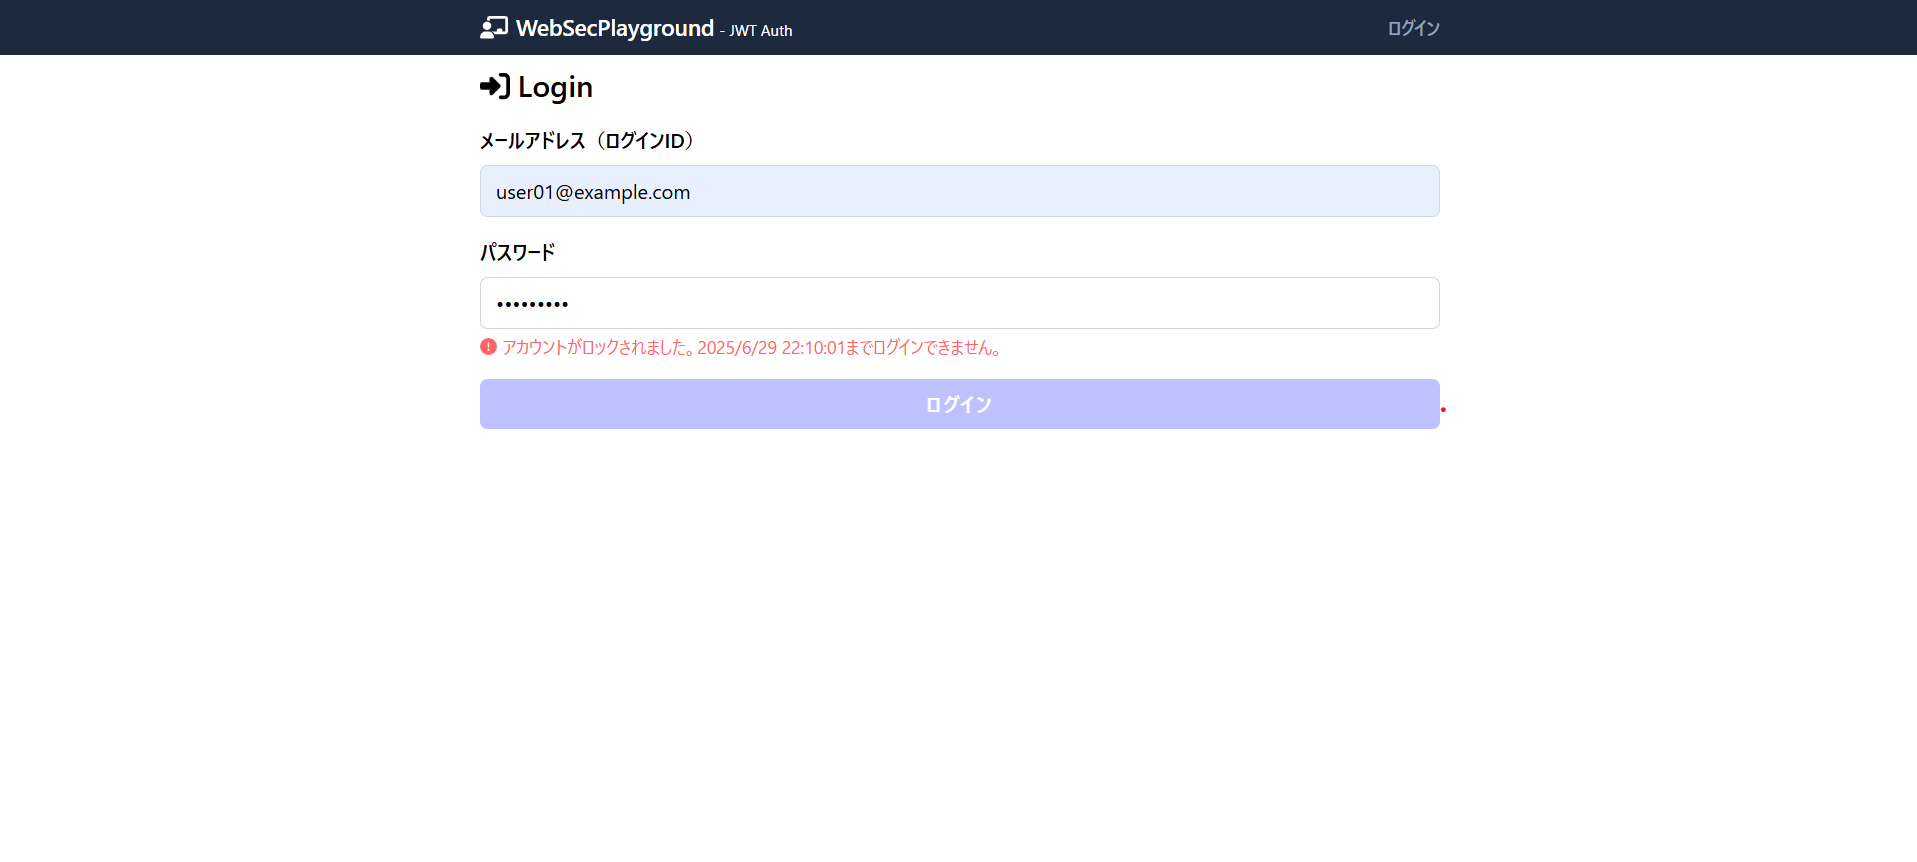 WebSecPlayground - JWT Auth
ログイン
Login
メールアドレス（ログインID）
user01@example.com
パスワード
•••••••••
アカウントがロックされました。2025/6/29 22:10:01までログインできません。
ログイン